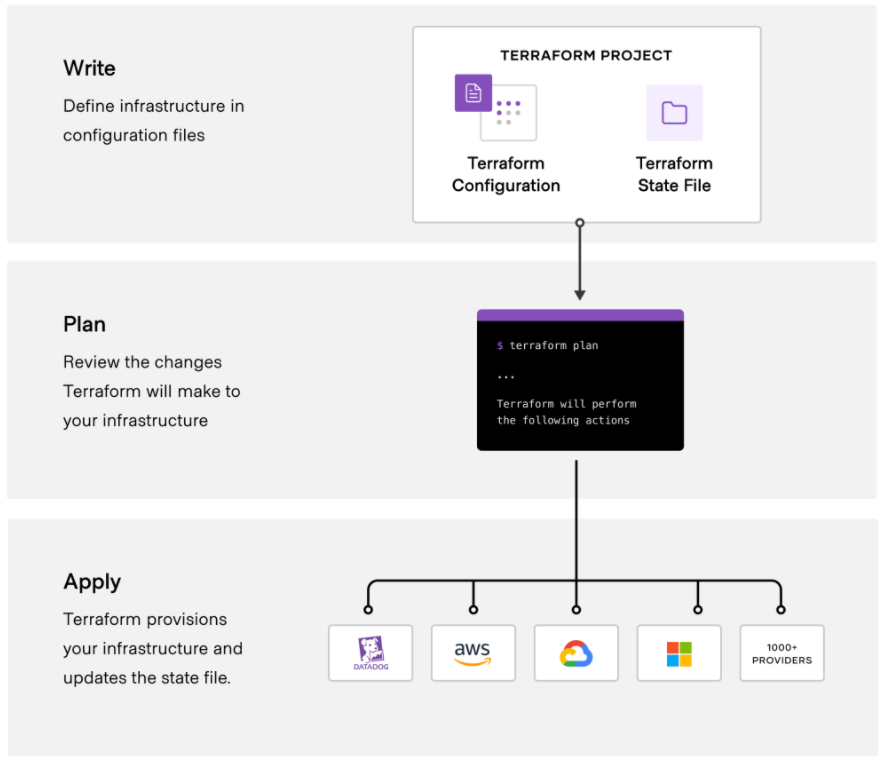 Write
Define infrastructure in
configuration files
TERRAFORM PROJECT
Terraform
Configuration
Terraform
State File
Plan
Review the changes
Terraform will make to
your infrastructure
$ terraform plan
...
Terraform will perform
the following actions
Apply
Terraform provisions
your infrastructure and
updates the state file.
DATADOG
aws
1000+
PROVIDERS